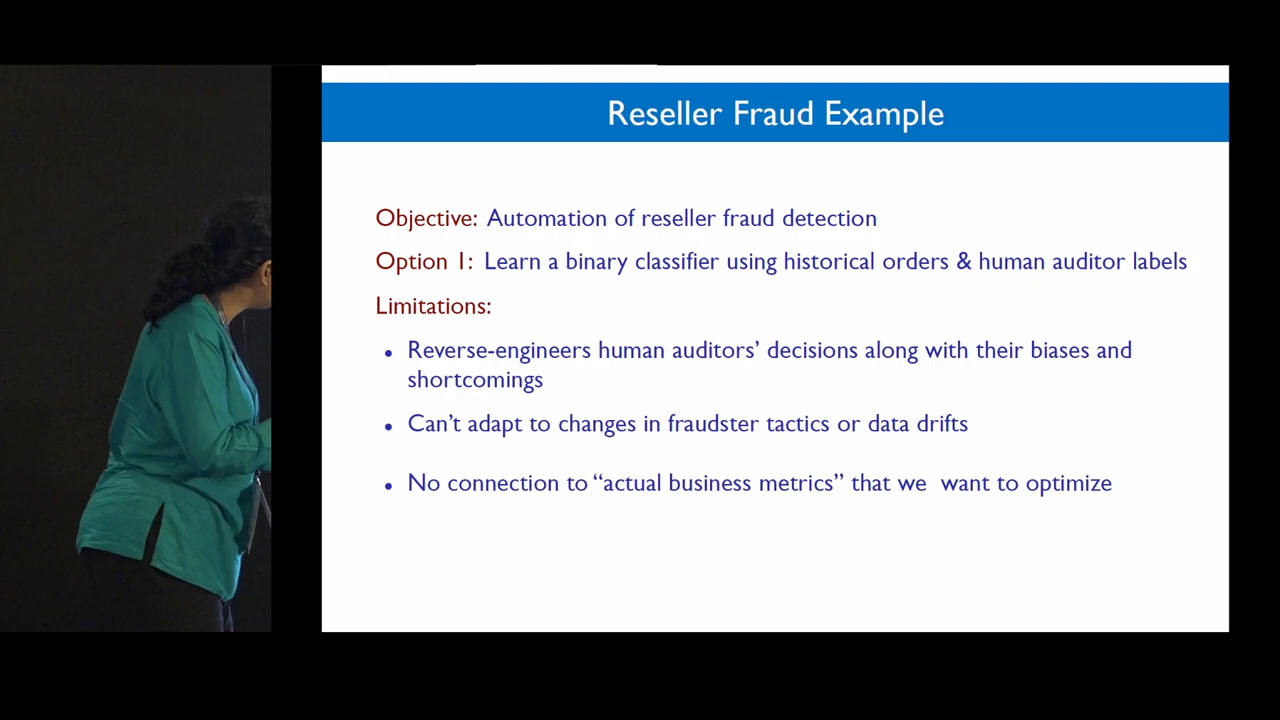 Reseller Fraud Example
Objective: Automation of reseller fraud detection
Option 1: Learn a binary classifier using historical orders & human auditor labels
Limitations:
• Reverse-engineers human auditors’ decisions along with their biases and
shortcomings
• Can’t adapt to changes in fraudster tactics or data drifts
• No connection to “actual business metrics” that we want to optimize